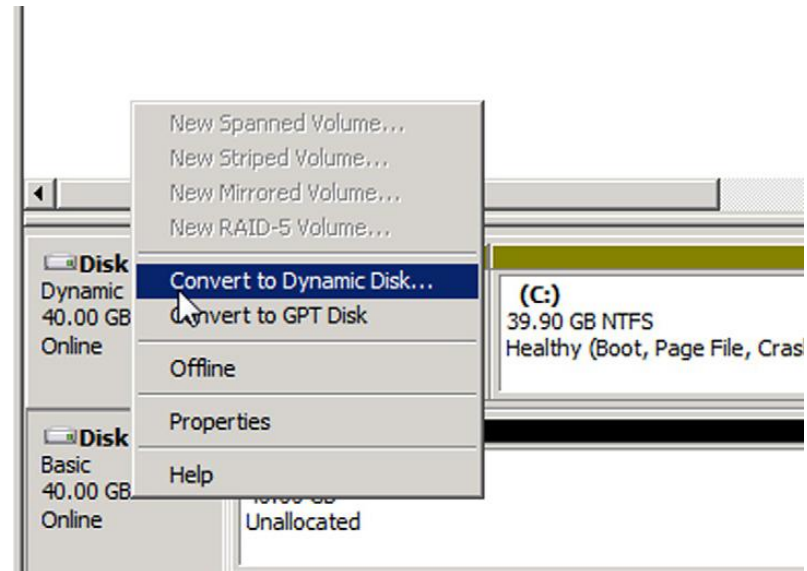 New Spanned Volume...
New Striped Volume...
New Mirrored Volume...
New RAID-5 Volume...
Convert to Dynamic Disk...
Convert to GPT Disk
Offline
Properties
Help
Disk
Dynamic
40.00 GB
Online
(C:)
39.90 GB NTFS
Healthy (Boot, Page File, Cras
Disk
Basic
40.00 GB
Online
Unallocated